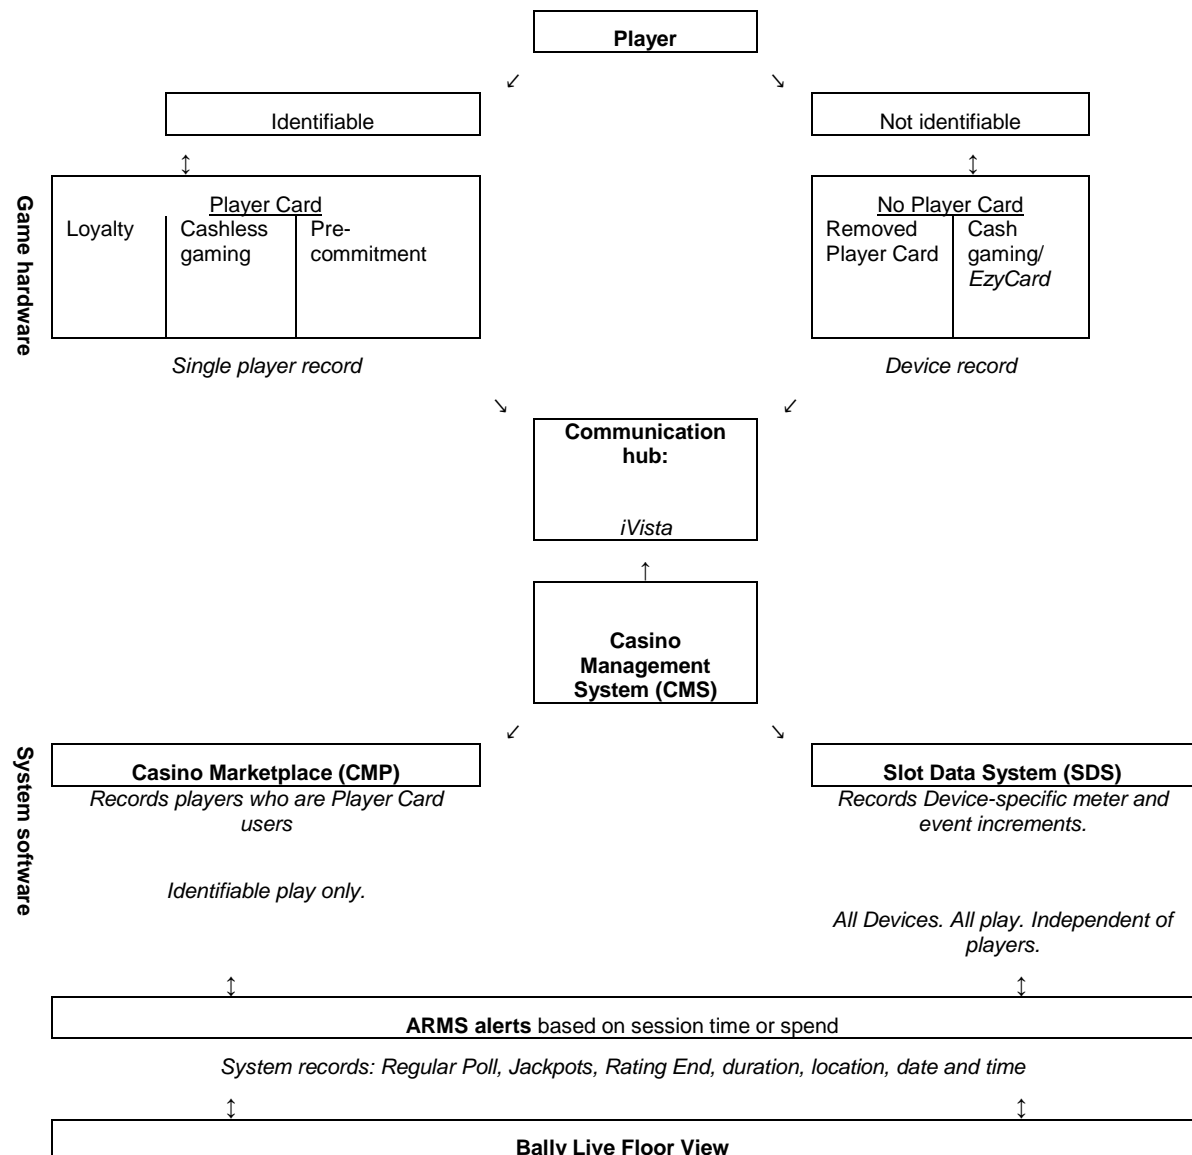 Player
Identifiable
Not identifiable
Game hardware
Player Card
Loyalty
Cashless
gaming
Pre-
commitment
No Player Card
Removed
Player Card
Cash
gaming/
EzyCard
Single player record
Device record
Communication
hub:
iVista
Casino
Management
System (CMS)
System software
Casino Marketplace (CMP)
Records players who are Player Card
users
Identifiable play only.
Slot Data System (SDS)
Records Device-specific meter and
event increments.
All Devices. All play. Independent of
players.
ARMS alerts based on session time or spend
System records: Regular Poll, Jackpots, Rating End, duration, location, date and time
Bally Live Floor View